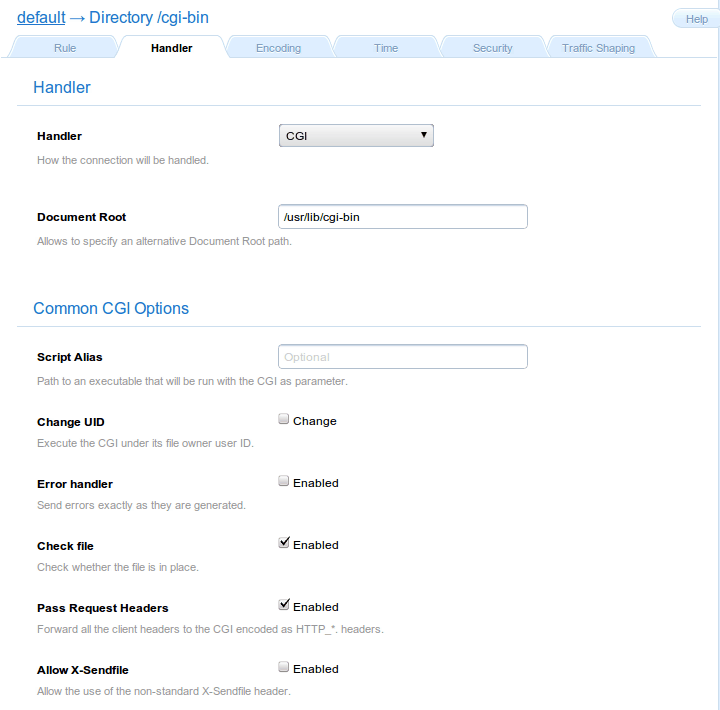 default → Directory /cgi-bin
Help
Rule Handler Encoding Time Security Traffic Shaping
Handler
Handler CGI
How the connection will be handled.
Document Root /usr/lib/cgi-bin
Allows to specify an alternative Document Root path.
Common CGI Options
Script Alias Optional
Path to an executable that will be run with the CGI as parameter.
Change UID Change
Execute the CGI under its file owner user ID.
Error handler Enabled
Send errors exactly as they are generated.
Check file Enabled
Check whether the file is in place.
Pass Request Headers Enabled
Forward all the client headers to the CGI encoded as HTTP_*. headers.
Allow X-Sendfile Enabled
Allow the use of the non-standard X-Sendfile header.